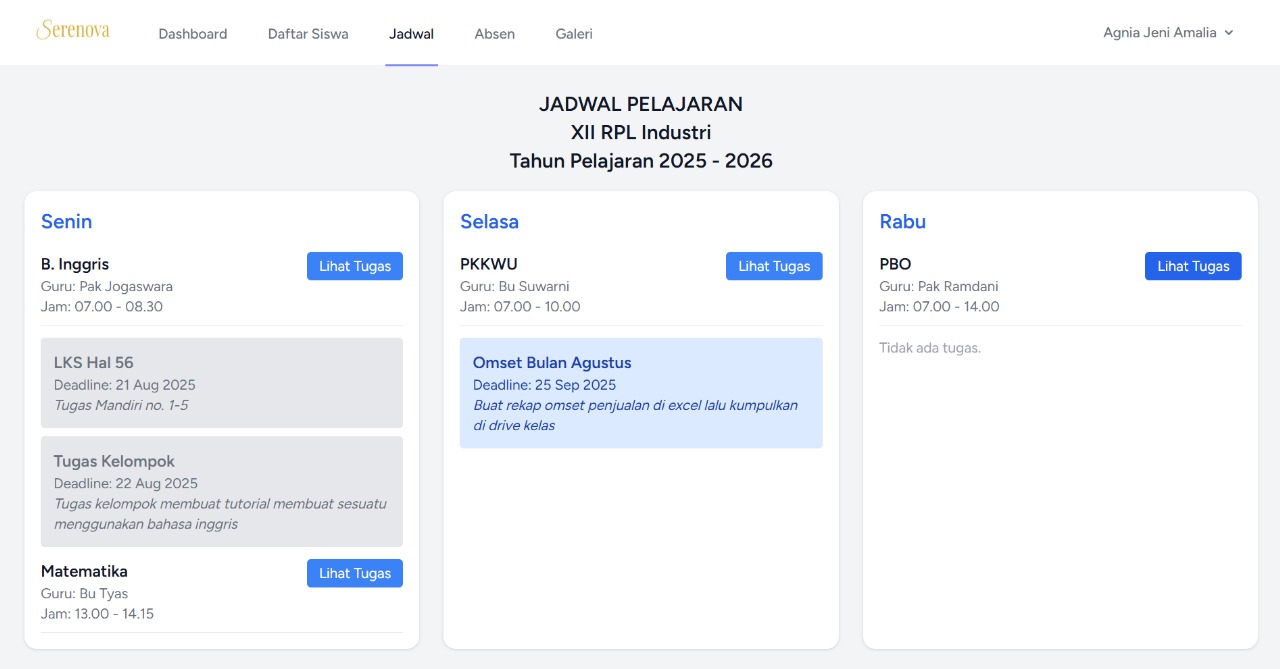 Serenova
Dashboard
Daftar Siswa
Jadwal
Absen
Galeri
Agnia Jeni Amalia
JADWAL PELAJARAN
XII RPL Industri
Tahun Pelajaran 2025 - 2026
Senin
B. Inggris
Lihat Tugas
Guru: Pak Jogaswara
Jam: 07.00 - 08.30
LKS Hal 56
Deadline: 21 Aug 2025
Tugas Mandiri no. 1-5
Tugas Kelompok
Deadline: 22 Aug 2025
Tugas kelompok membuat tutorial membuat sesuatu
menggunakan bahasa inggris
Matematika
Lihat Tugas
Guru: Bu Tyas
Jam: 13.00 - 14.15
Selasa
PKKWU
Lihat Tugas
Guru: Bu Suwarni
Jam: 07.00 - 10.00
Omset Bulan Agustus
Deadline: 25 Sep 2025
Buat rekap omset penjualan di excel lalu kumpulkan
di drive kelas
Rabu
PBO
Lihat Tugas
Guru: Pak Ramdani
Jam: 07.00 - 14.00
Tidak ada tugas.